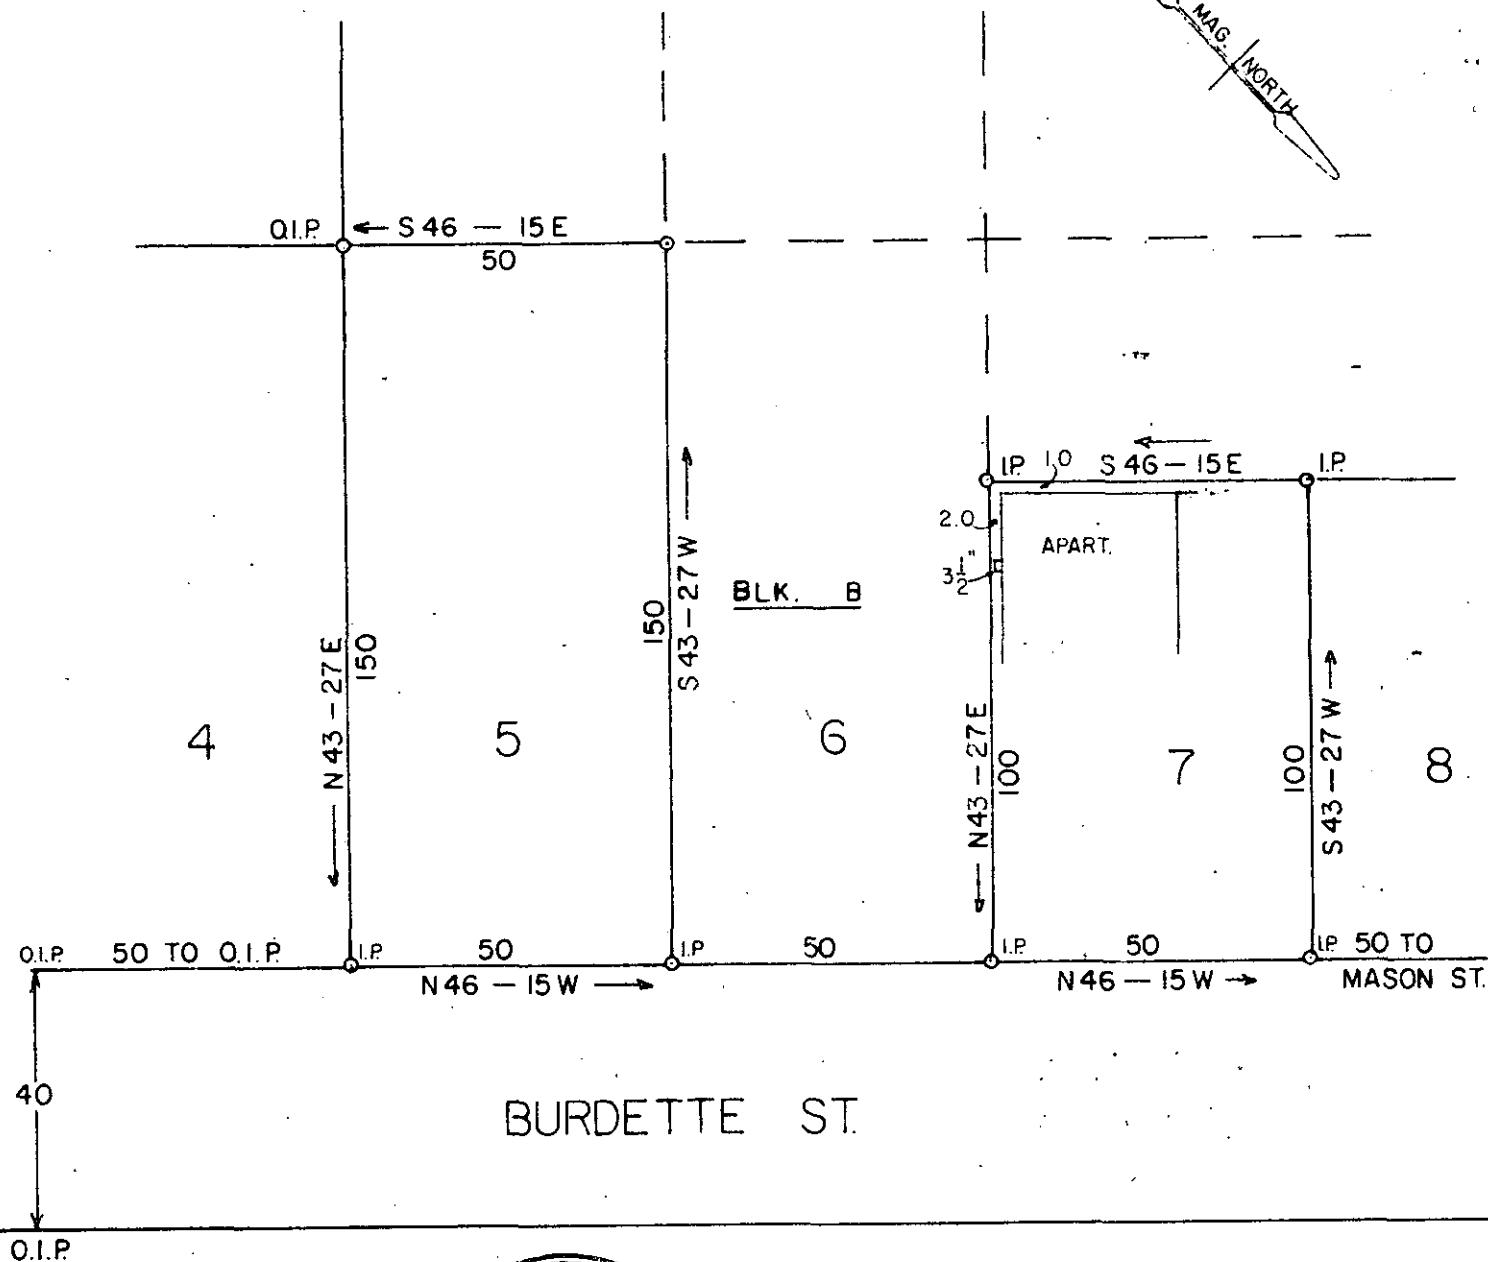 MAG. NORTH
O.I.P. S 46 — 15 E
50
I.P. 1.0 S 46 — 15 E I.P.
2.0
APART.
3 1/2"
BLK. B
N 43 — 27 E
150
150
S 43 — 27 W
N 43 — 27 E
100
100
S 43 — 27 W
4 5 6 7 8
O.I.P. 50 TO O.I.P. I.P. 50 I.P. 50 I.P. 50 I.P. 50 TO
N 46 — 15 W N 46 — 15 W MASON ST.
40
BURDETTE ST.
O.I.P.